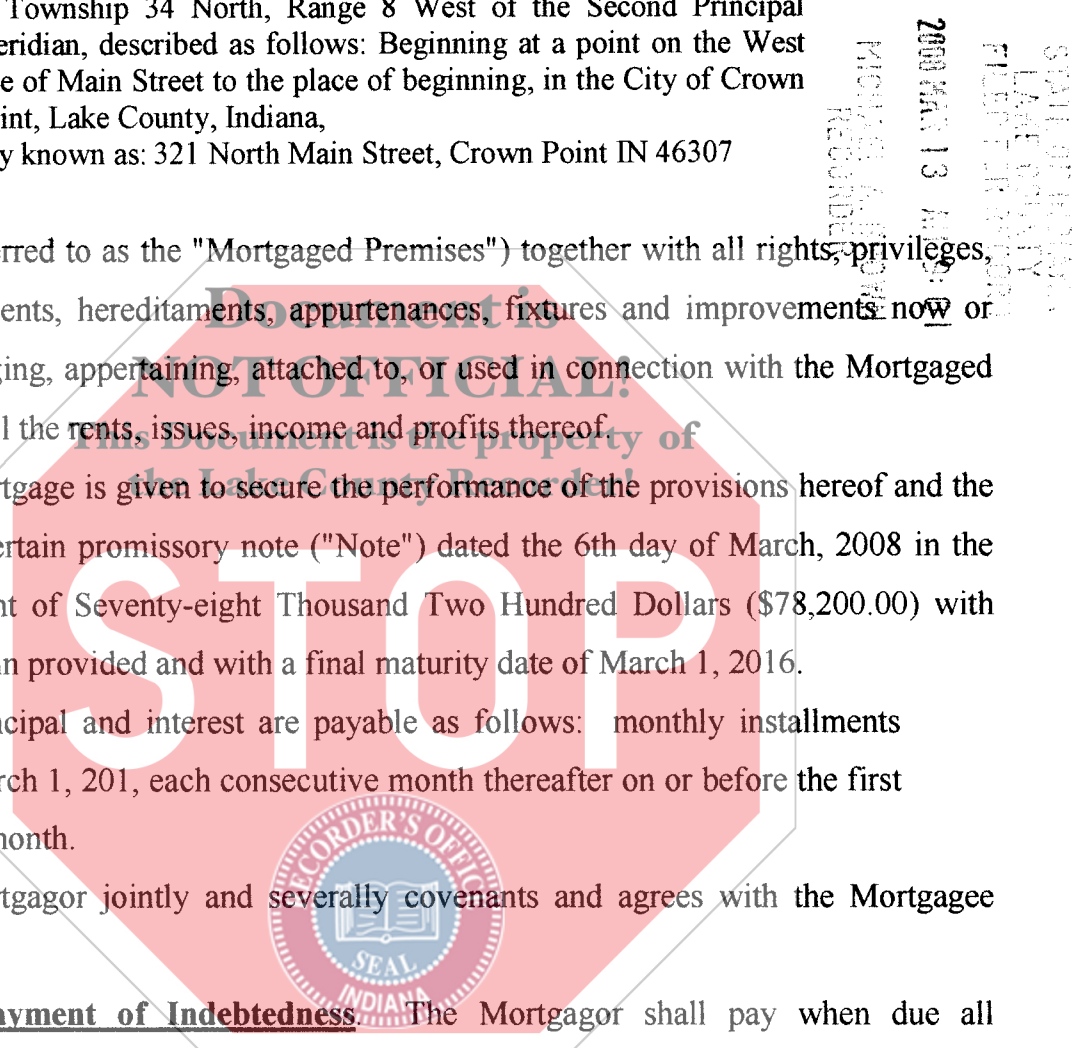 Township 34 North, Range 8 West of the Second Principal
eridian, described as follows: Beginning at a point on the West
e of Main Street to the place of beginning, in the City of Crown
int, Lake County, Indiana,
y known as: 321 North Main Street, Crown Point IN 46307
rred to as the "Mortgaged Premises") together with all rights, privileges,
ents, hereditaments, appurtenances, fixtures and improvements now or
ging, appertaining, attached to, or used in connection with the Mortgaged
l the rents, issues, income and profits thereof.
rtgage is given to secure the performance of the provisions hereof and the
ertain promissory note ("Note") dated the 6th day of March, 2008 in the
nt of Seventy-eight Thousand Two Hundred Dollars ($78,200.00) with
n provided and with a final maturity date of March 1, 2016.
ncipal and interest are payable as follows: monthly installments
rch 1, 201, each consecutive month thereafter on or before the first
month.
rtgagor jointly and severally covenants and agrees with the Mortgagee
ayment of Indebtedness. The Mortgagor shall pay when due all
Document is
NOT OFFICIAL!
This Document is the property of
the Lake County Recorder!
STOP
RECORDER'S OFFICE
SEAL
INDIANA
STATE OF
LAKE COUNTY
FILED FOR
MAR 13
RECORDER